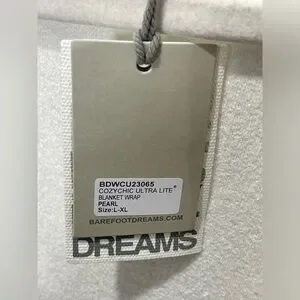 BDWCU23065
COZYCHIC ULTRA LITE®
BLANKET WRAP
PEARL
Size:L-XL
BAREFOOTDREAMS.COM
DREAMS